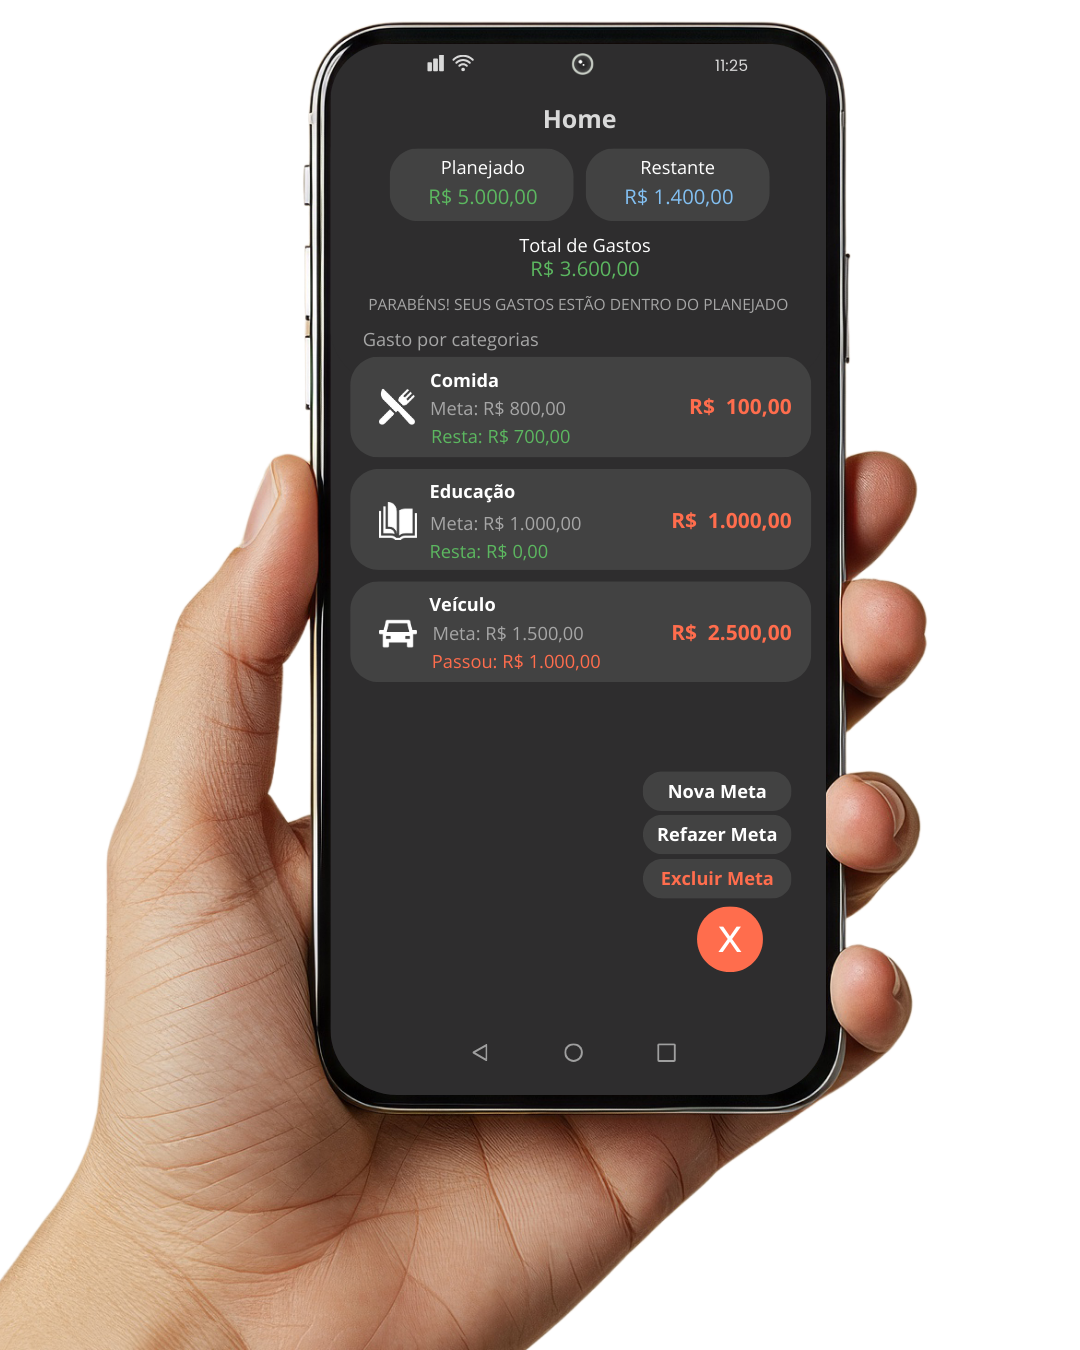 11:25
Home
Planejado
R$ 5.000,00
Restante
R$ 1.400,00
Total de Gastos
R$ 3.600,00
PARABÉNS! SEUS GASTOS ESTÃO DENTRO DO PLANEJADO
Gasto por categorias
Comida
Meta: R$ 800,00
Resta: R$ 700,00
R$ 100,00
Educação
Meta: R$ 1.000,00
Resta: R$ 0,00
R$ 1.000,00
Veículo
Meta: R$ 1.500,00
Passou: R$ 1.000,00
R$ 2.500,00
Nova Meta
Refazer Meta
Excluir Meta
X